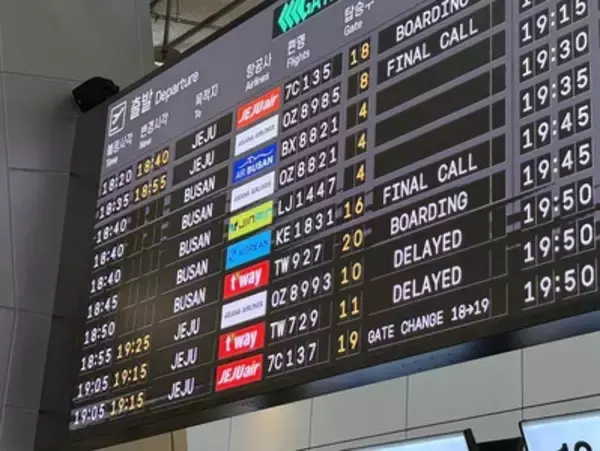 GATE
출발 Departure
출발시각 Time 변경시각 New 목적지 To 항공사 Airlines 편명 Flights 탑승구 Gate
18:20 18:40 JEJU JEJUair 7C135 18 BOARDING
18:35 18:55 JEJU ASIANA AIRLINES OZ8985 8 FINAL CALL
18:40 BUSAN AIR BUSAN BX8821 4
18:40 BUSAN ASIANA AIRLINES OZ8821 4
18:40 BUSAN JINAIR LJ1447 4
18:45 BUSAN KOREAN KE1831 16 FINAL CALL
18:50 BUSAN t'way TW927 20 BOARDING
18:55 19:25 JEJU ASIANA AIRLINES OZ8993 10 DELAYED
19:05 19:15 JEJU t'way TW729 11 DELAYED
19:05 19:15 JEJU JEJUair 7C137 19 GATE CHANGE 18→19
19:15
19:30
19:35
19:45
19:45
19:50
19:50
19:50